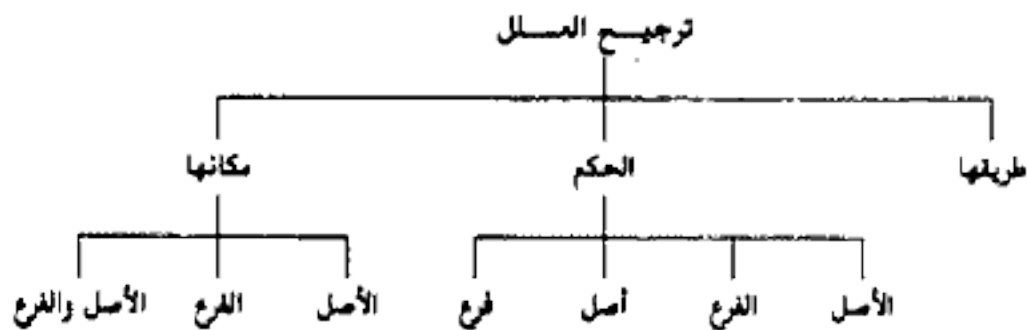 ترجيح العلل
طريقها الحكم مكانها
الأصل الفرع أصل فرع الأصل الفرع الأصل والفرع